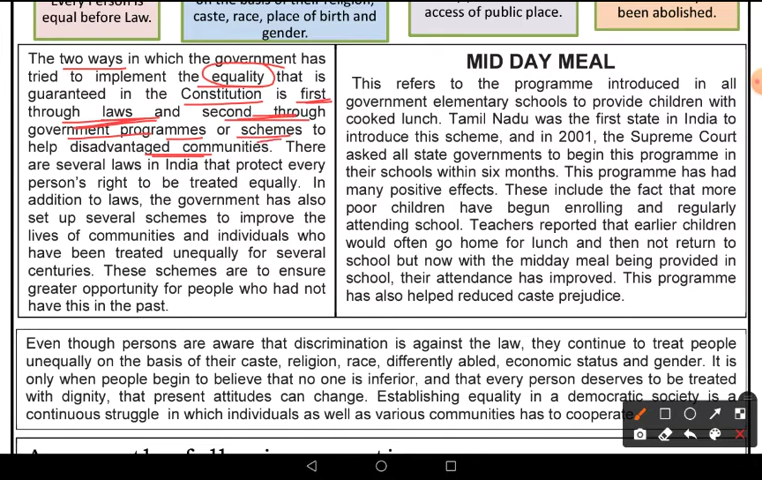 Every Person is
equal before Law.
on the basis of their religion,
caste, race, place of birth and
gender.
access of public place.
been abolished.
The two ways in which the government has
tried to implement the equality that is
guaranteed in the Constitution is first
through laws and second through
government programmes or schemes to
help disadvantaged communities. There
are several laws in India that protect every
person's right to be treated equally. In
addition to laws, the government has also
set up several schemes to improve the
lives of communities and individuals who
have been treated unequally for several
centuries. These schemes are to ensure
greater opportunity for people who had not
have this in the past.
MID DAY MEAL
This refers to the programme introduced in all
government elementary schools to provide children with
cooked lunch. Tamil Nadu was the first state in India to
introduce this scheme, and in 2001, the Supreme Court
asked all state governments to begin this programme in
their schools within six months. This programme has had
many positive effects. These include the fact that more
poor children have begun enrolling and regularly
attending school. Teachers reported that earlier children
would often go home for lunch and then not return to
school but now with the midday meal being provided in
school, their attendance has improved. This programme
has also helped reduced caste prejudice.
Even though persons are aware that discrimination is against the law, they continue to treat people
unequally on the basis of their caste, religion, race, differently abled, economic status and gender. It is
only when people begin to believe that no one is inferior, and that every person deserves to be treated
with dignity, that present attitudes can change. Establishing equality in a democratic society is a
continuous struggle in which individuals as well as various communities has to cooperate